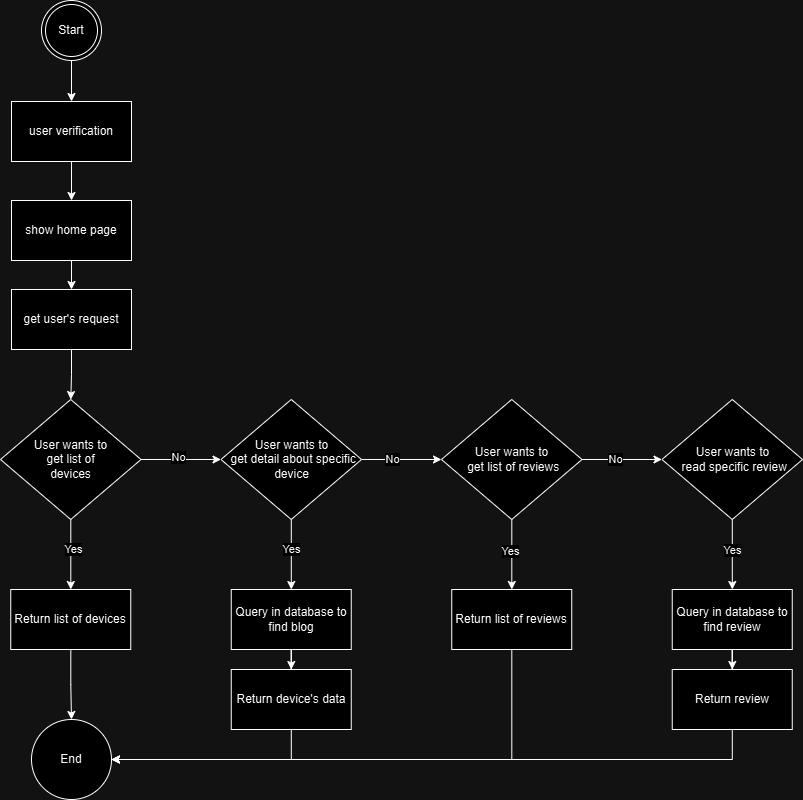 Start
user verification
show home page
get user's request
User wants to
get list of
devices
No
User wants to
get detail about specific
device
No
User wants to
get list of reviews
No
User wants to
read specific review
Yes
Yes
Yes
Yes
Return list of devices
Query in database to
find blog
Return list of reviews
Query in database to
find review
Return device's data
Return review
End